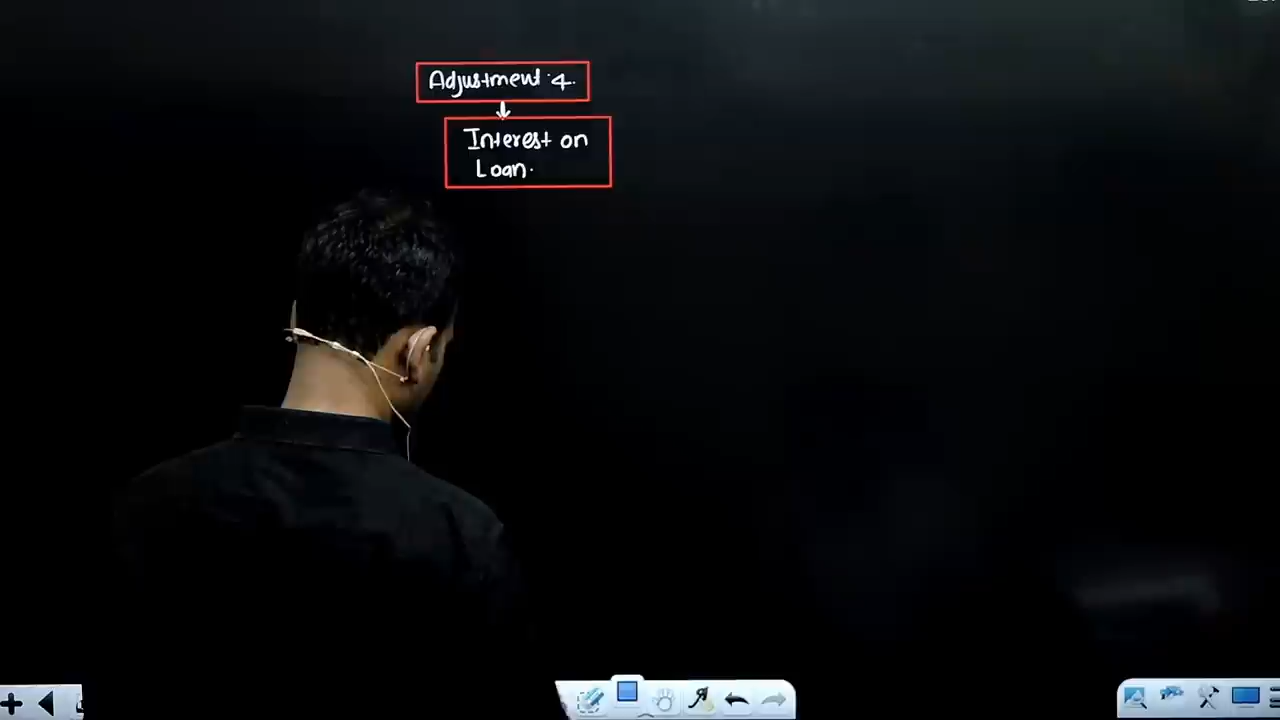 Adjustment 4.
Interest on
Loan.